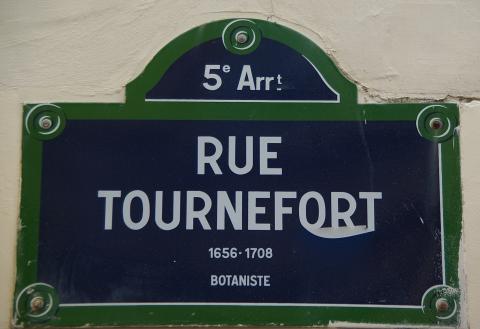 5e Arrt
RUE
TOURNEFORT
1656-1708
BOTANISTE